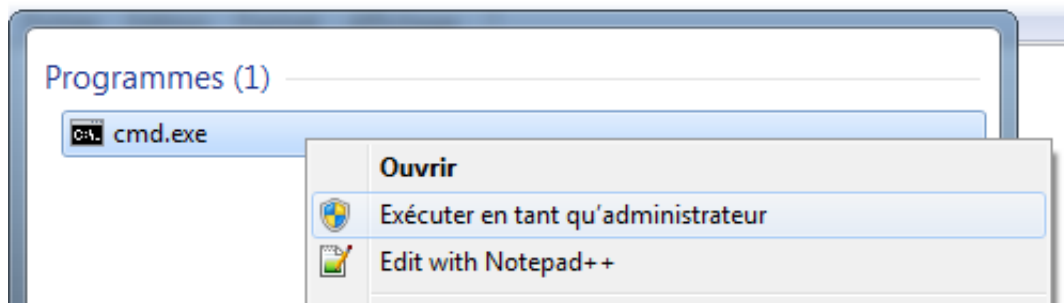 Programmes (1)
cmd.exe
Ouvrir
Exécuter en tant qu'administrateur
Edit with Notepad++